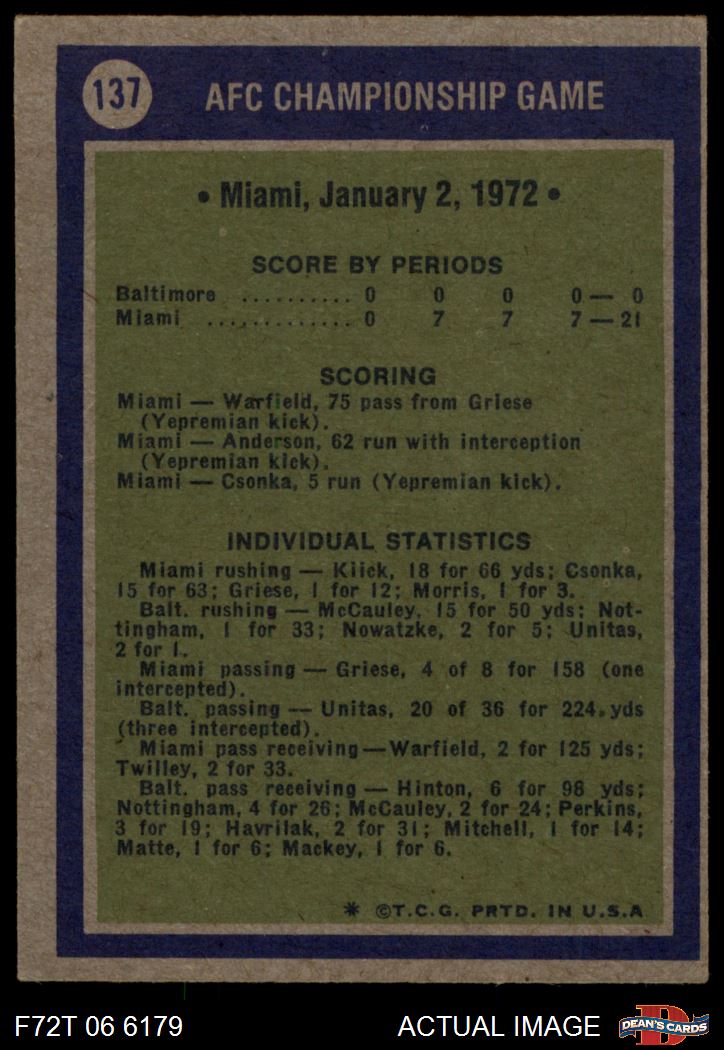 137
AFC CHAMPIONSHIP GAME
• Miami, January 2, 1972 •
SCORE BY PERIODS
Baltimore .......... 0 0 0 0 — 0
Miami ............. 0 7 7 7 — 21
SCORING
Miami — Warfield, 75 pass from Griese
(Yepremian kick).
Miami — Anderson, 62 run with interception
(Yepremian kick).
Miami — Csonka, 5 run (Yepremian kick).
INDIVIDUAL STATISTICS
Miami rushing — Kiick, 18 for 66 yds; Csonka,
15 for 63; Griese, 1 for 12; Morris, 1 for 3.
Balt. rushing — McCauley, 15 for 50 yds; Not-
tingham, 1 for 33; Nowatzke, 2 for 5; Unitas,
2 for 1.
Miami passing — Griese, 4 of 8 for 158 (one
intercepted).
Balt. passing — Unitas, 20 of 36 for 224 yds
(three intercepted).
Miami pass receiving — Warfield, 2 for 125 yds;
Twilley, 2 for 33.
Balt. pass receiving — Hinton, 6 for 98 yds;
Nottingham, 4 for 26; McCauley, 2 for 24; Perkins,
3 for 19; Havrilak, 2 for 31; Mitchell, 1 for 14;
Matte, 1 for 6; Mackey, 1 for 6.
* ©T.C.G. PRTD. IN U.S.A
F72T 06 6179
ACTUAL IMAGE
D
DEAN'S CARDS